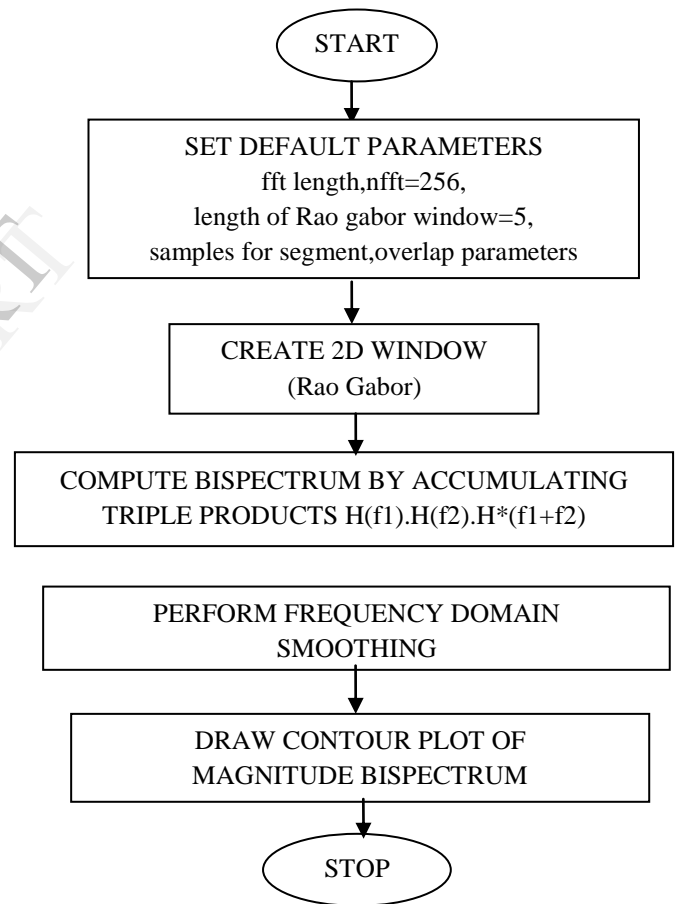 START
SET DEFAULT PARAMETERS
fft length,nfft=256,
length of Rao gabor window=5,
samples for segment,overlap parameters
CREATE 2D WINDOW
(Rao Gabor)
COMPUTE BISPECTRUM BY ACCUMULATING
TRIPLE PRODUCTS H(f1).H(f2).H*(f1+f2)
PERFORM FREQUENCY DOMAIN
SMOOTHING
DRAW CONTOUR PLOT OF
MAGNITUDE BISPECTRUM
STOP